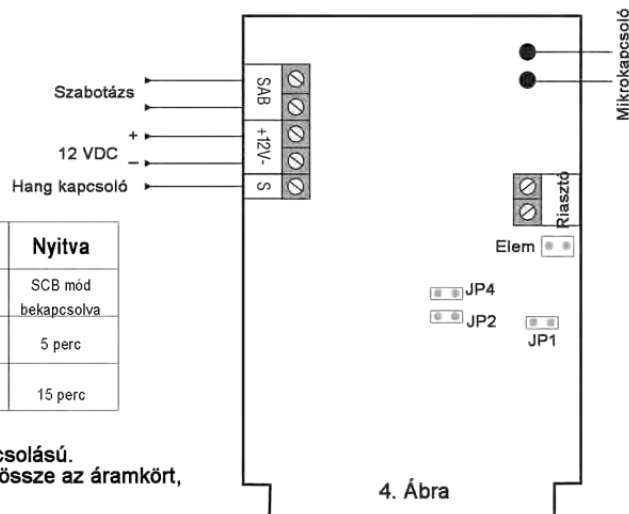 Mikrokapcsoló
Szabotázs
SAB
+
12 VDC
–
+12V-
Hang kapcsoló
S
Riasztó
Elem
JP4
JP2
JP1
Nyitva
SCB mód
bekapcsolva
5 perc
15 perc
csolású.
össze az áramkört,
4. Ábra